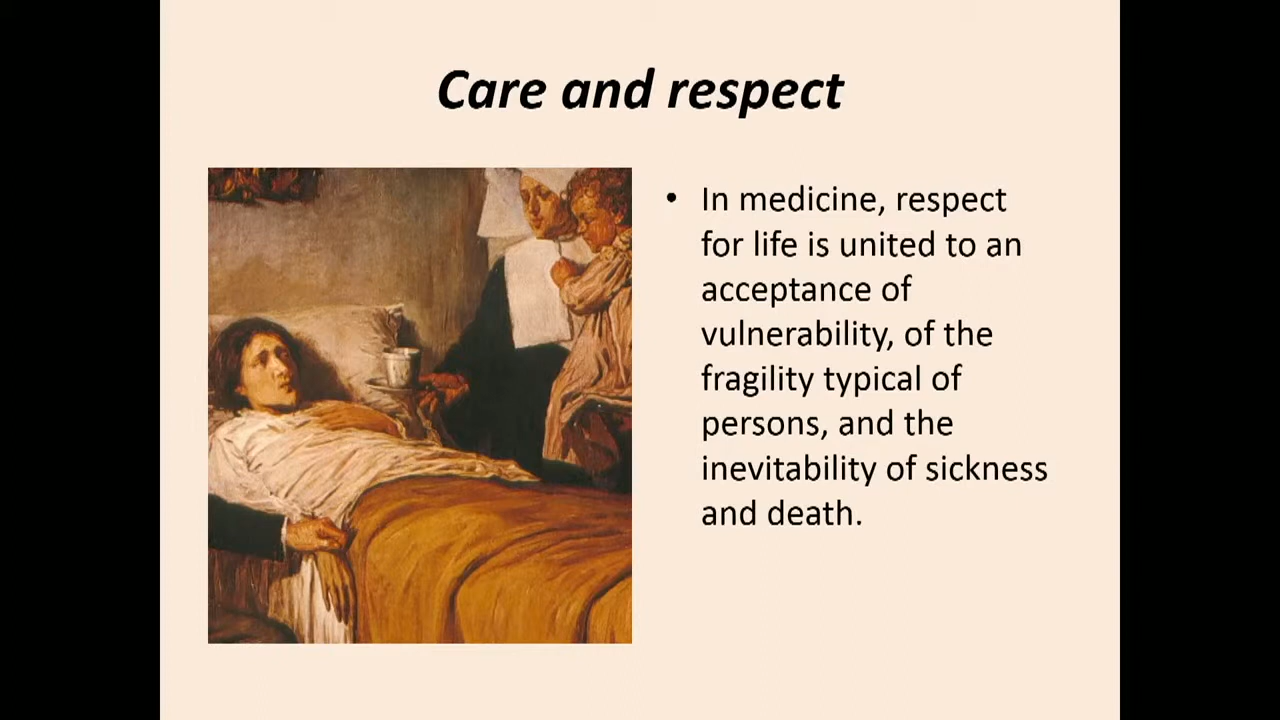 Care and respect
• In medicine, respect
for life is united to an
acceptance of
vulnerability, of the
fragility typical of
persons, and the
inevitability of sickness
and death.